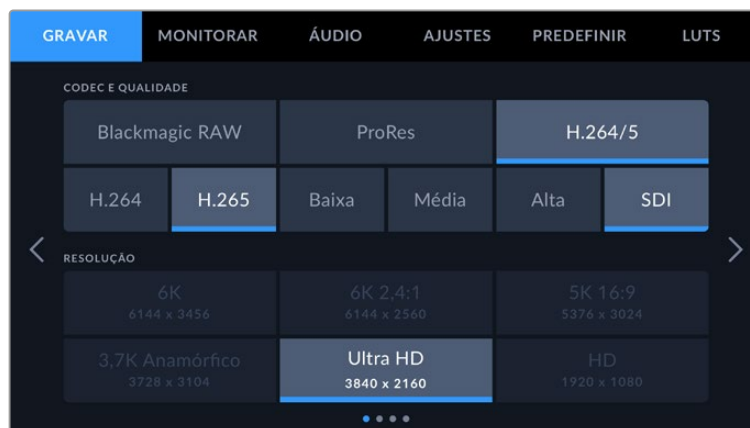 GRAVAR MONITORAR ÁUDIO AJUSTES PREDEFINIR LUTS
CODEC E QUALIDADE
Blackmagic RAW ProRes H.264/5
H.264 H.265 Baixa Média Alta SDI
RESOLUÇÃO
6K 6K 2,4:1 5K 16:9
6144 x 3456 6144 x 2560 5376 x 3024
3,7K Anamórfico Ultra HD HD
3728 x 3104 3840 x 2160 1920 x 1080